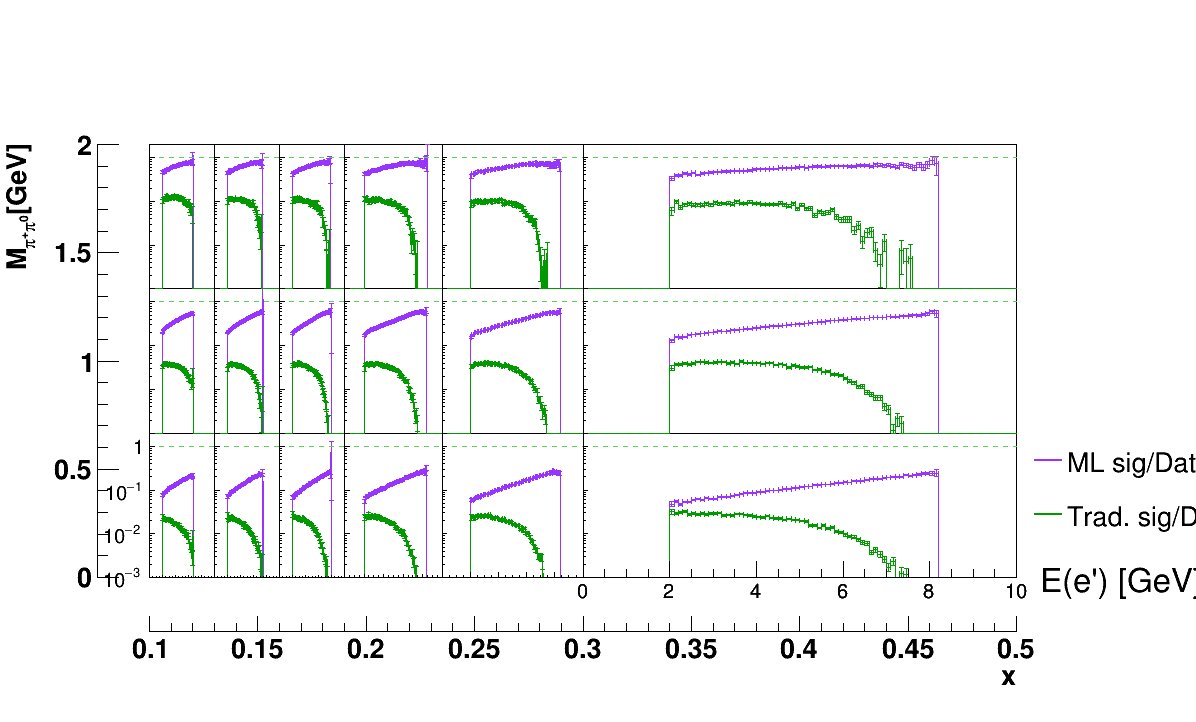 M_{π⁺π⁰}[GeV]
2
1.5
1
0.5
0
1
10⁻¹
10⁻²
10⁻³
ML sig/Dat
Trad. sig/D
0 2 4 6 8 10
E(e') [GeV]
0.1 0.15 0.2 0.25 0.3 0.35 0.4 0.45 0.5
x